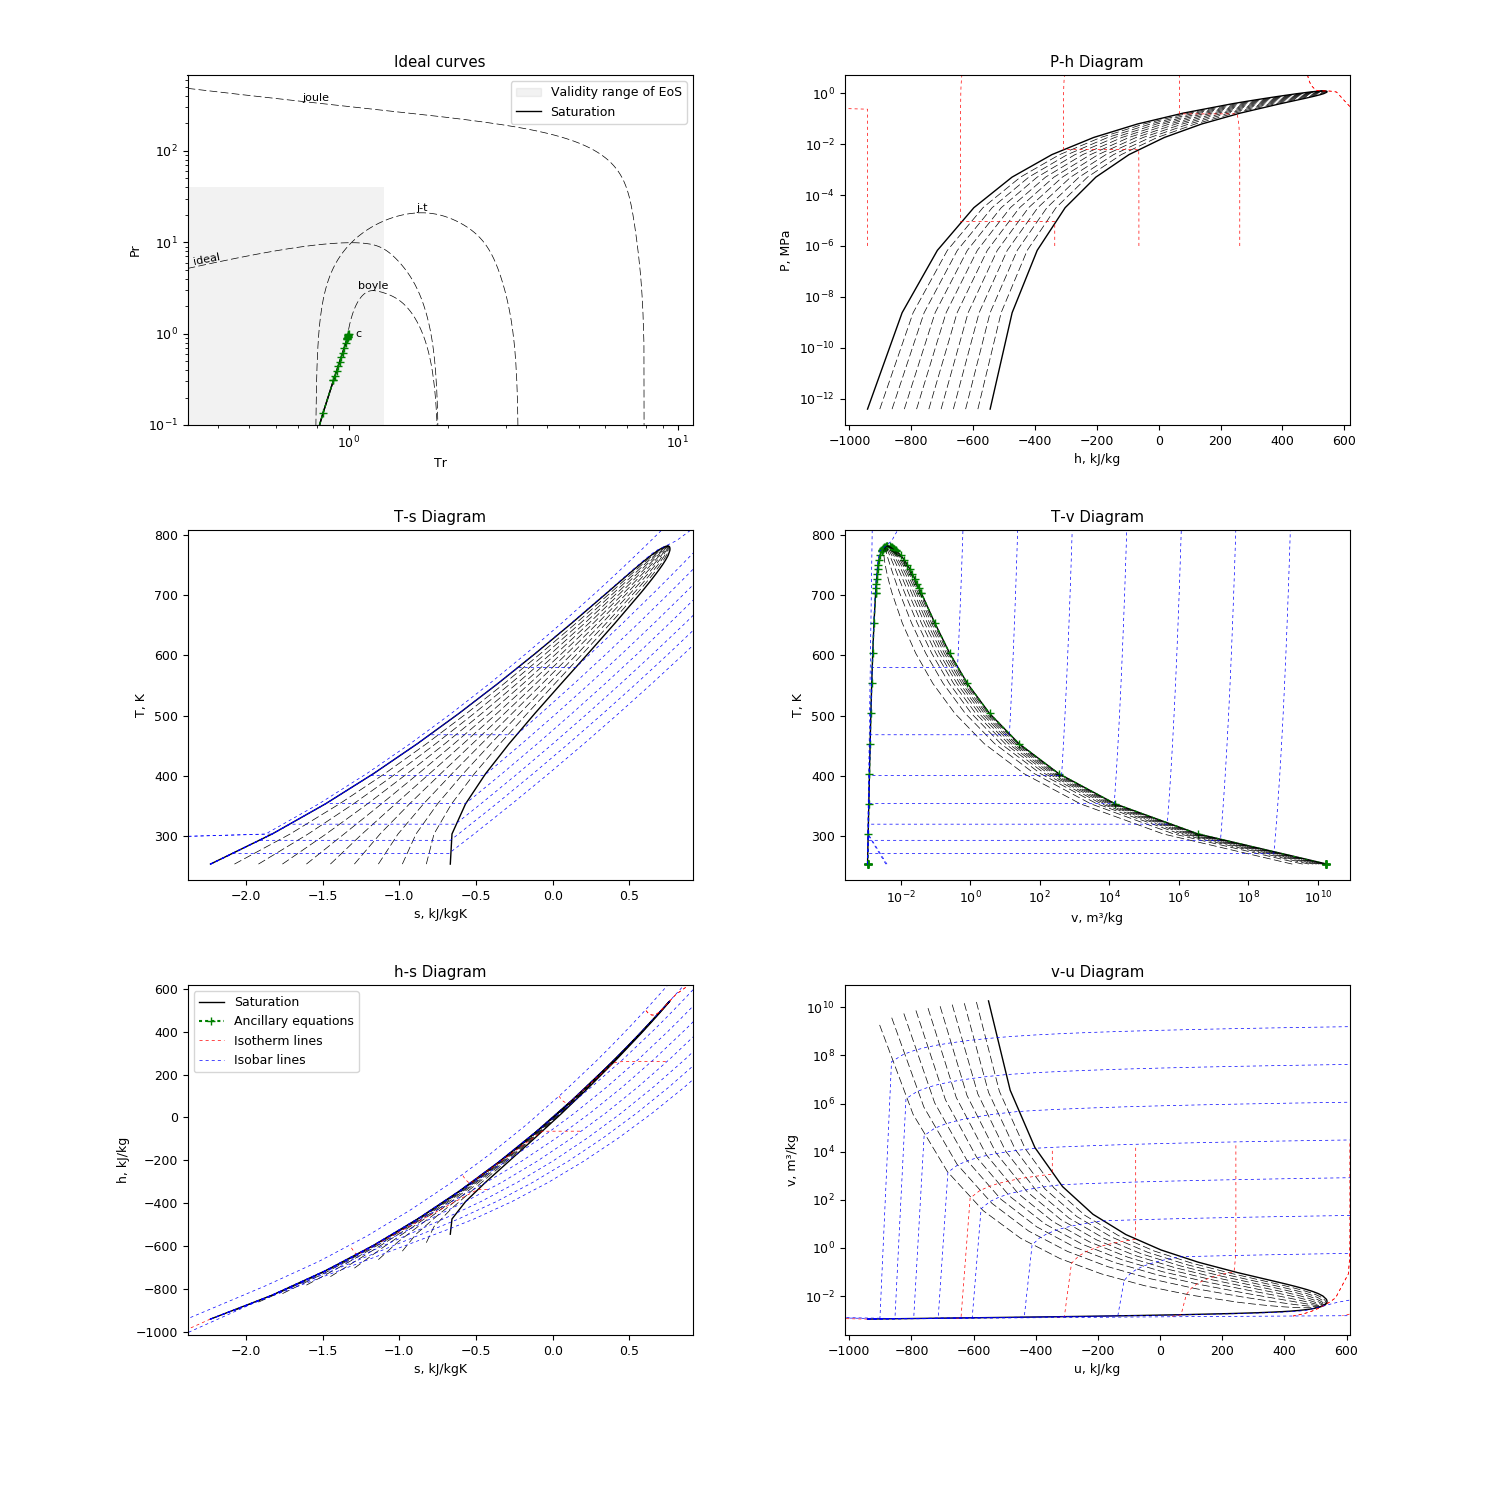 Ideal curves
Validity range of EoS
Saturation
joule
j-t
ideal
boyle
c
10²
10¹
10⁰
10⁻¹
10⁰ 10¹
Pr
Tr
P-h Diagram
10⁰
10⁻²
10⁻⁴
10⁻⁶
10⁻⁸
10⁻¹⁰
10⁻¹²
−1000 −800 −600 −400 −200 0 200 400 600
P, MPa
h, kJ/kg
T-s Diagram
800
700
600
500
400
300
−2.0 −1.5 −1.0 −0.5 0.0 0.5
T, K
s, kJ/kgK
T-v Diagram
800
700
600
500
400
300
10⁻² 10⁰ 10² 10⁴ 10⁶ 10⁸ 10¹⁰
T, K
v, m³/kg
h-s Diagram
Saturation
Ancillary equations
Isotherm lines
Isobar lines
600
400
200
0
−200
−400
−600
−800
−1000
−2.0 −1.5 −1.0 −0.5 0.0 0.5
h, kJ/kg
s, kJ/kgK
v-u Diagram
10¹⁰
10⁸
10⁶
10⁴
10²
10⁰
10⁻²
−1000 −800 −600 −400 −200 0 200 400 600
v, m³/kg
u, kJ/kg